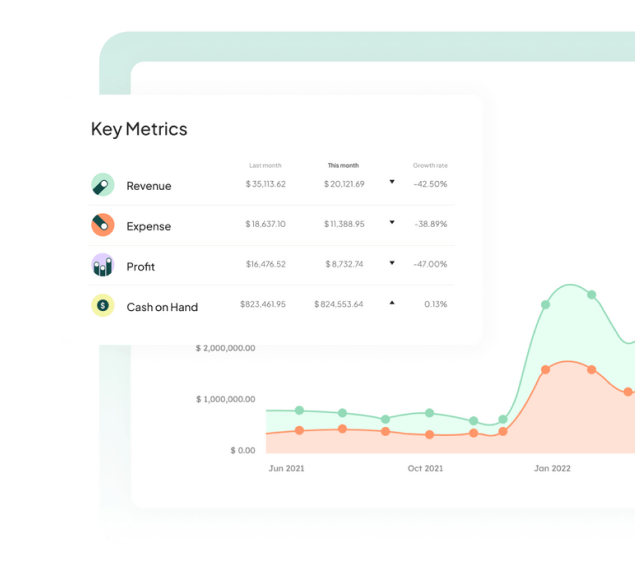 Key Metrics
Last month This month Growth rate
Revenue $ 35,113.62 $ 20,121.69 -42.50%
Expense $ 18,637.10 $ 11,388.95 -38.89%
Profit $16,476.52 $ 8,732.74 -47.00%
Cash on Hand $823,461.95 $ 824,553.64 0.13%
$ 2,000,000.00
$ 1,000,000.00
$ 0.00
Jun 2021 Oct 2021 Jan 2022